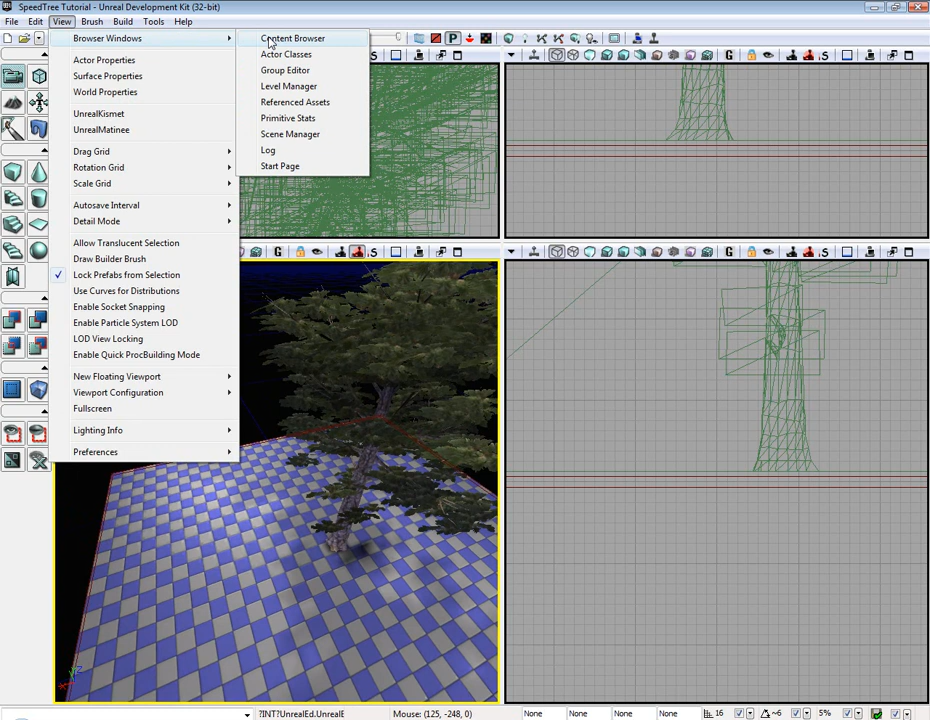 SpeedTree Tutorial - Unreal Development Kit (32-bit)
File Edit View Brush Build Tools Help
Browser Windows
Actor Properties
Surface Properties
World Properties
UnrealKismet
UnrealMatinee
Drag Grid
Rotation Grid
Scale Grid
Autosave Interval
Detail Mode
Allow Translucent Selection
Draw Builder Brush
Lock Prefabs from Selection
Use Curves for Distributions
Enable Socket Snapping
Enable Particle System LOD
LOD View Locking
Enable Quick ProcBuilding Mode
New Floating Viewport
Viewport Configuration
Fullscreen
Lighting Info
Preferences
Content Browser
Actor Classes
Group Editor
Level Manager
Referenced Assets
Primitive Stats
Scene Manager
Log
Start Page
P
G S
G S
S
G S
?INT?UnrealEd.UnrealE Mouse: (125, -248, 0) None None None None 16 ~6 5%